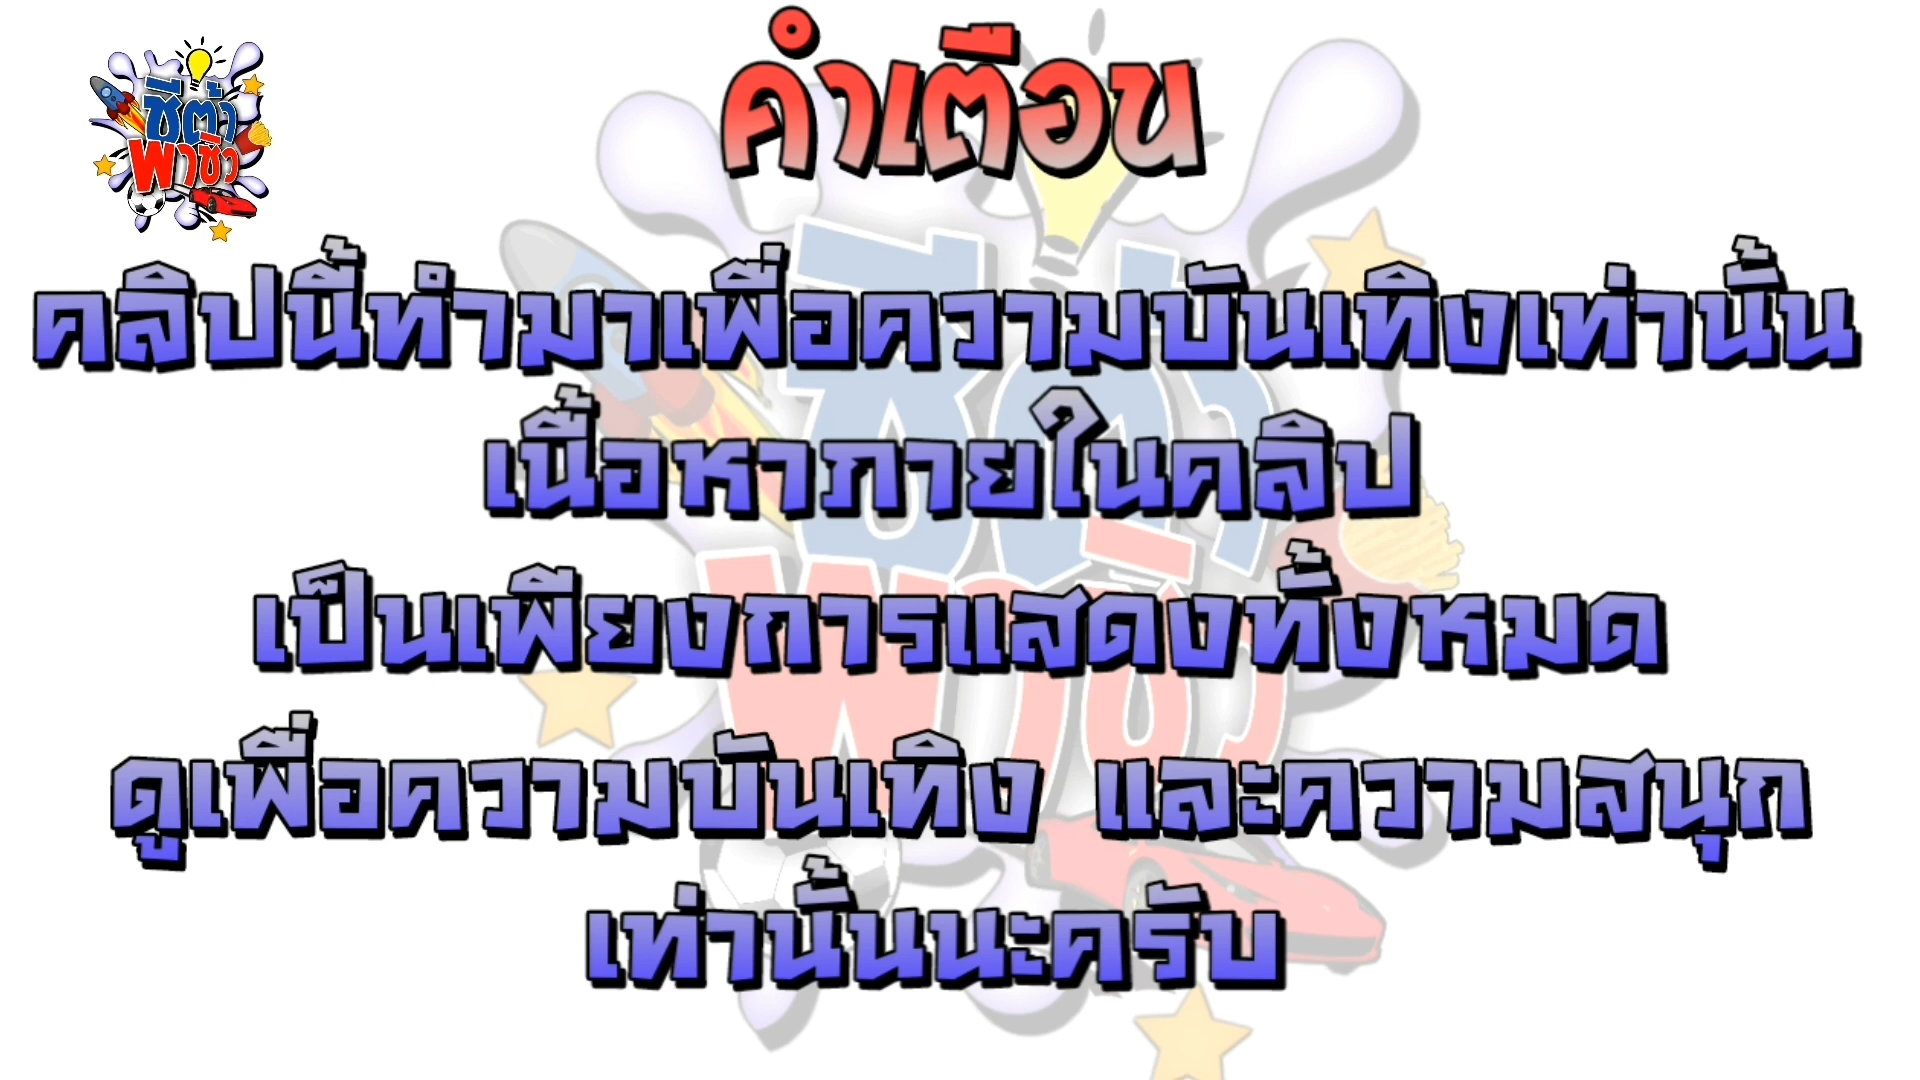 ซีต้า
พาซิ่ว
คำเตือน
คลิปนี้ทำมาเพื่อความบันเทิงเท่านั้น
เนื้อหาภายในคลิป
เป็นเพียงการแสดงทั้งหมด
ดูเพื่อความบันเทิง และความสนุก
เท่านั้นนะครับ